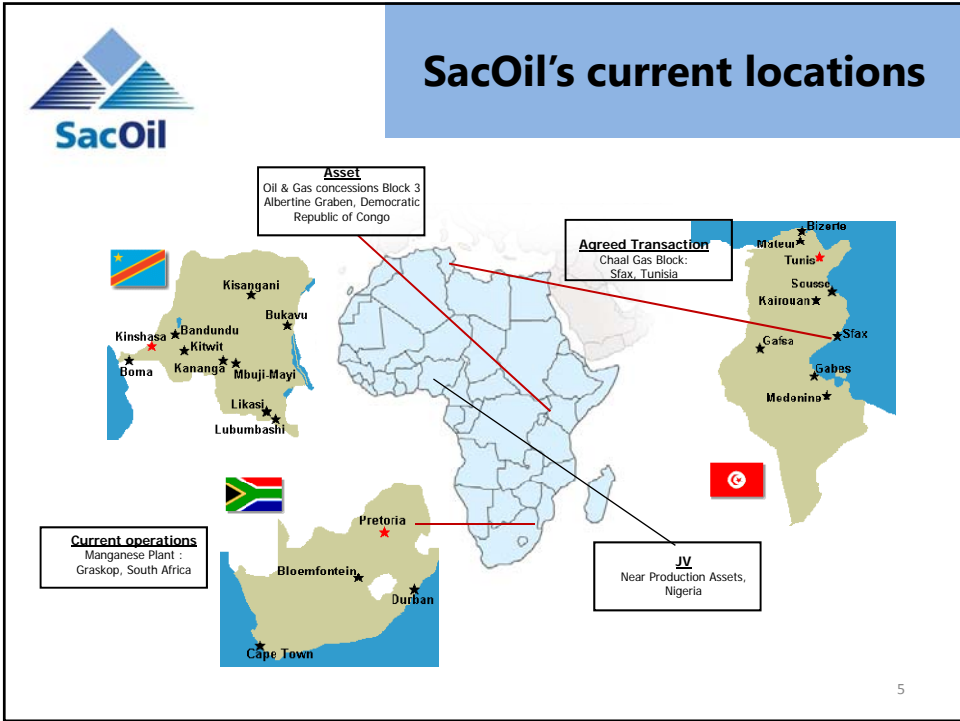 SacOil
SacOil's current locations
Asset
Oil & Gas concessions Block 3
Albertine Graben, Democratic
Republic of Congo
Agreed Transaction
Chaal Gas Block:
Sfax, Tunisia
Kisangani
Bukavu
Bandundu
Kinshasa
Kitwit
Boma
Kananga
Mbuji-Mayi
Likasi
Lubumbashi
Bizerte
Mateur
Tunis
Sousse
Kairouan
Sfax
Gafsa
Gabes
Medenine
Current operations
Manganese Plant :
Graskop, South Africa
Pretoria
Bloemfontein
Durban
Cape Town
JV
Near Production Assets,
Nigeria
5